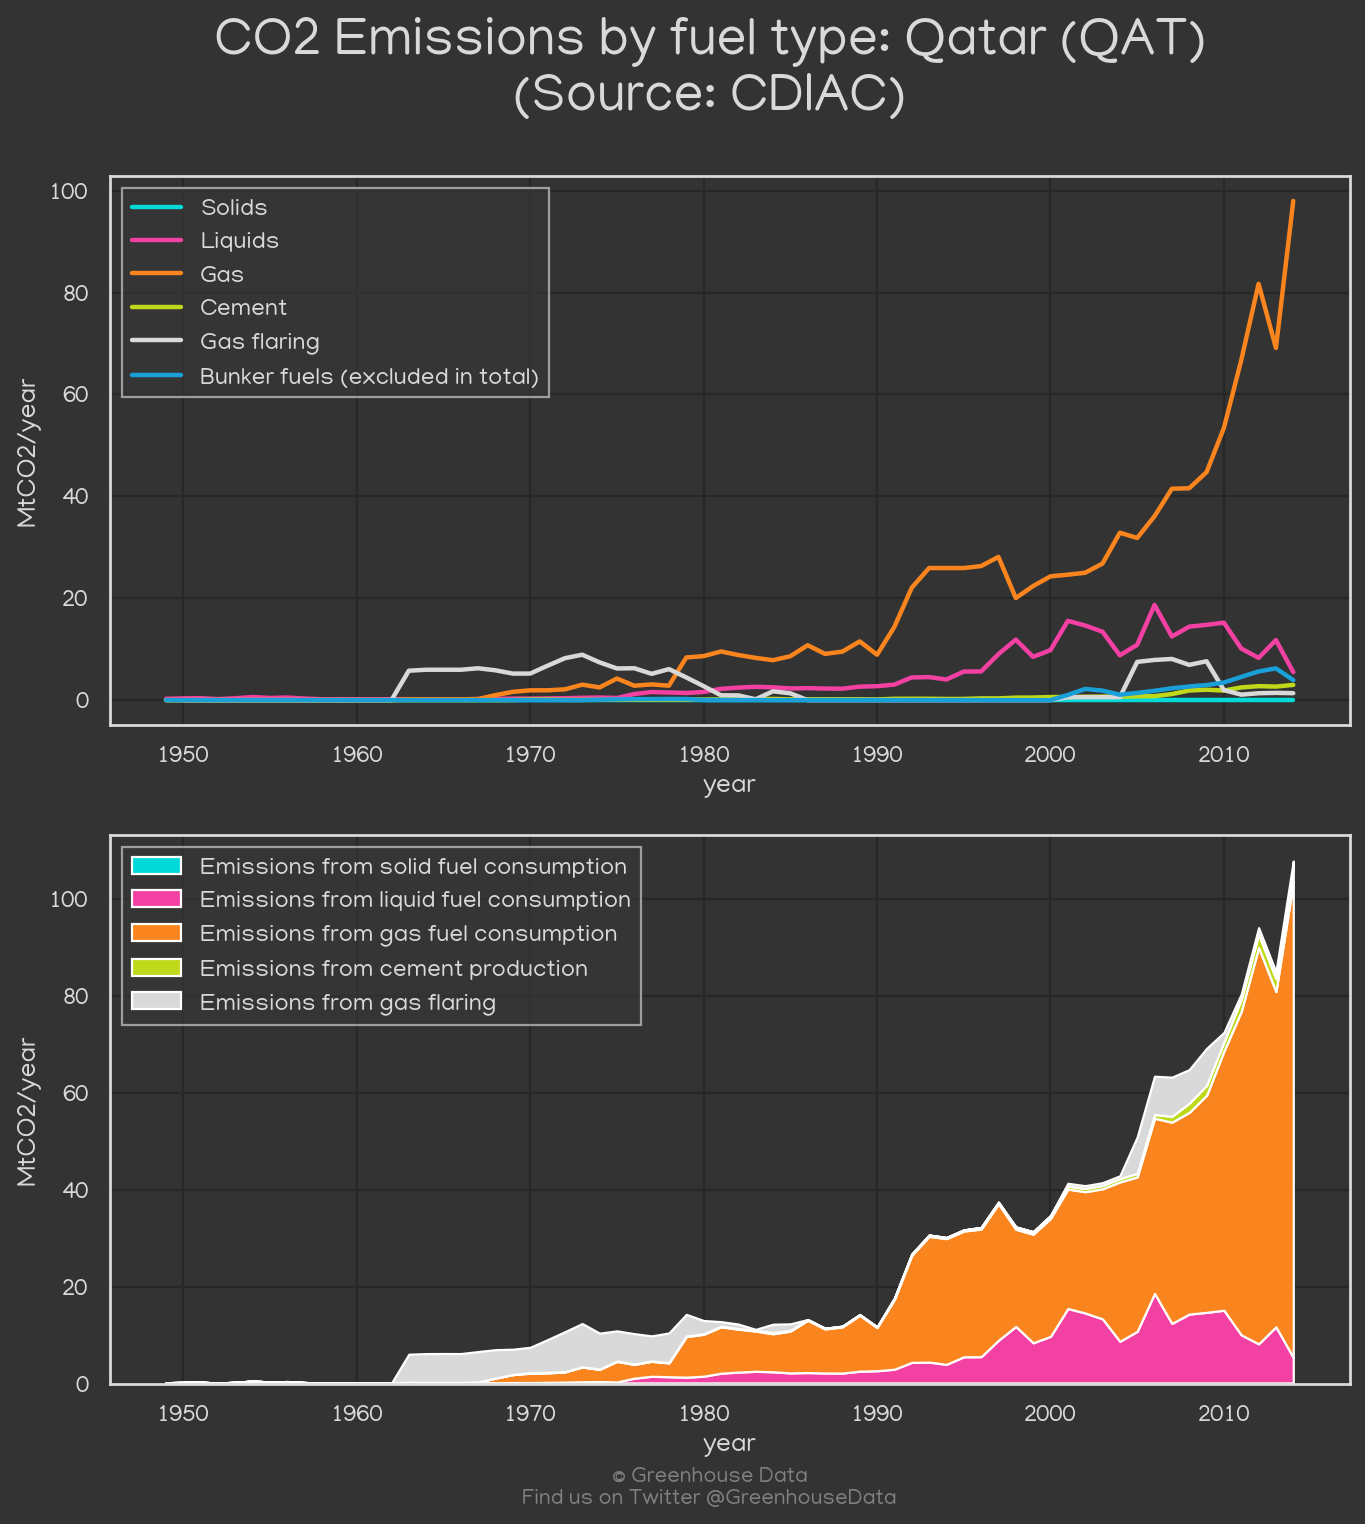 CO2 Emissions by fuel type: Qatar (QAT)
(Source: CDIAC)
100
80
60
40
20
0
MtCO2/year
Solids
Liquids
Gas
Cement
Gas flaring
Bunker fuels (excluded in total)
1950 1960 1970 1980 1990 2000 2010
year
100
80
60
40
20
0
MtCO2/year
Emissions from solid fuel consumption
Emissions from liquid fuel consumption
Emissions from gas fuel consumption
Emissions from cement production
Emissions from gas flaring
1950 1960 1970 1980 1990 2000 2010
year
© Greenhouse Data
Find us on Twitter @GreenhouseData